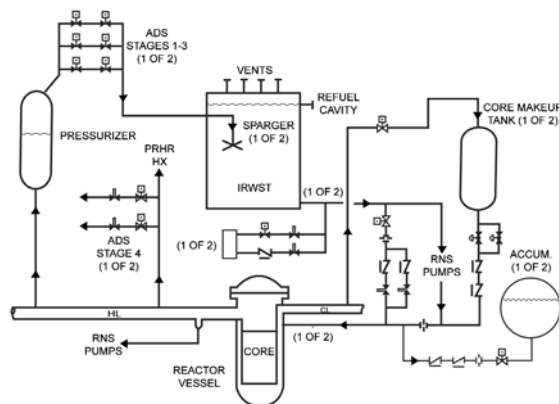 ADS
STAGES 1-3
(1 OF 2)
VENTS
REFUEL
CAVITY
CORE MAKEUP
TANK (1 OF 2)
PRESSURIZER
SPARGER
(1 OF 2)
PRHR
HX
IRWST
(1 OF 2)
(1 OF 2)
ADS
STAGE 4
(1 OF 2)
RNS
PUMPS
ACCUM.
(1 OF 2)
HL
CL
RNS
PUMPS
CORE
(1 OF 2)
REACTOR
VESSEL